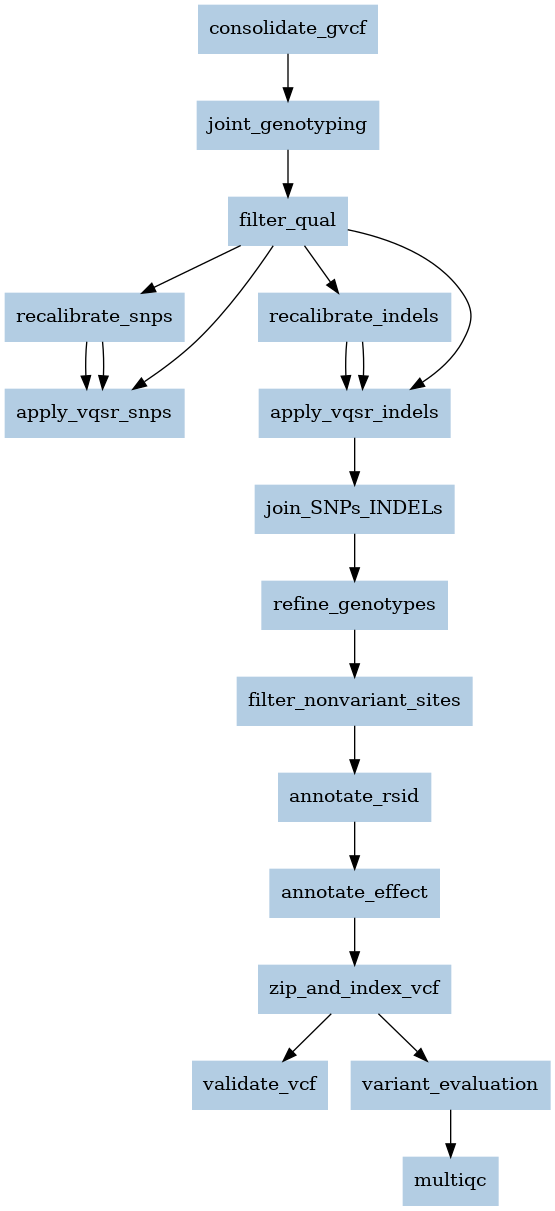 consolidate_gvcf
joint_genotyping
filter_qual
recalibrate_snps
recalibrate_indels
apply_vqsr_snps
apply_vqsr_indels
join_SNPs_INDELs
refine_genotypes
filter_nonvariant_sites
annotate_rsid
annotate_effect
zip_and_index_vcf
validate_vcf
variant_evaluation
multiqc